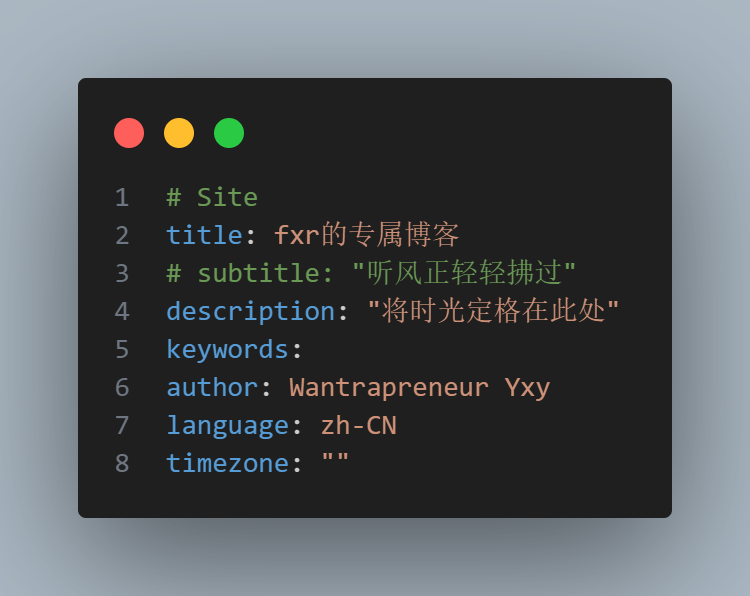 1 # Site
2 title: fxr的专属博客
3 # subtitle: "听风正轻轻拂过"
4 description: "将时光定格在此处"
5 keywords:
6 author: Wantrapreneur Yxy
7 language: zh-CN
8 timezone: ""